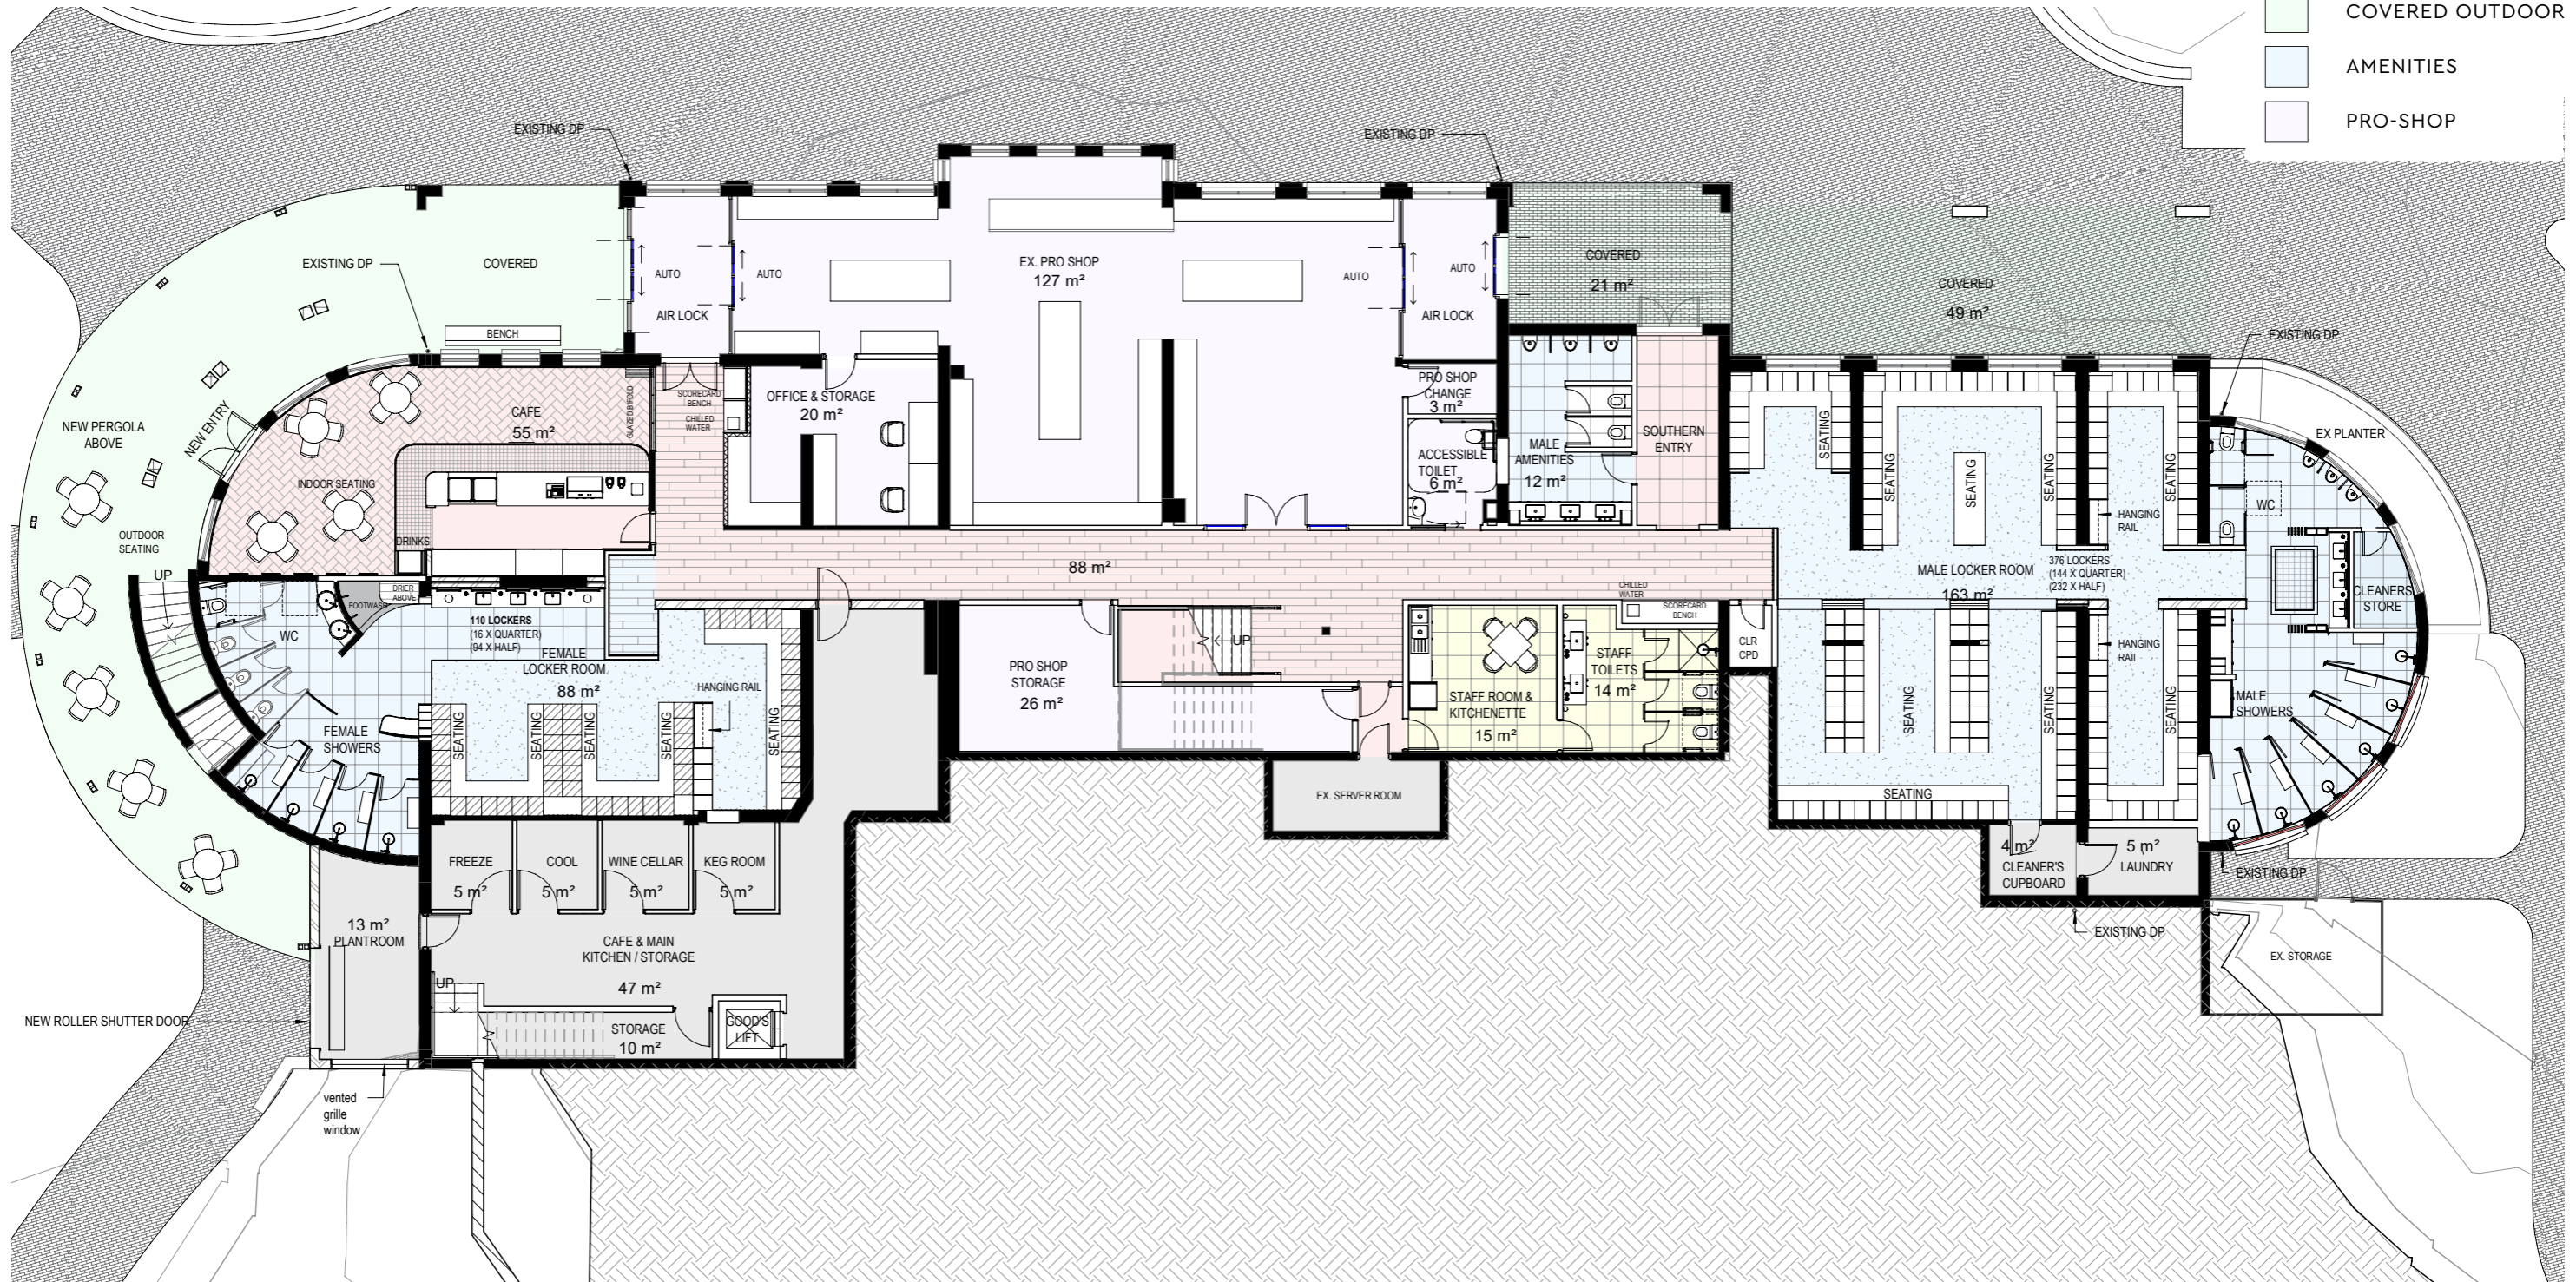 COVERED OUTDOOR
AMENITIES
PRO-SHOP
EXISTING DP
EXISTING DP
EXISTING DP
COVERED
BENCH
AUTO
AUTO
AIR LOCK
EX. PRO SHOP
127 m²
AUTO
AUTO
AIR LOCK
COVERED
21 m²
COVERED
49 m²
EXISTING DP
NEW PERGOLA
ABOVE
NEW ENTRY
CAFE
55 m²
GLAZED BIFOLD
SCORECARD
BENCH
CHILLED
WATER
OFFICE & STORAGE
20 m²
PRO SHOP
CHANGE
3 m²
ACCESSIBLE
TOILET
6 m²
MALE
AMENITIES
12 m²
SOUTHERN
ENTRY
SEATING
SEATING
SEATING
SEATING
SEATING
EX PLANTER
WC
HANGING
RAIL
INDOOR SEATING
OUTDOOR
SEATING
DRINKS
UP
DRIER
ABOVE
FOOTWASH
WC
110 LOCKERS
(16 X QUARTER)
(94 X HALF)
FEMALE
LOCKER ROOM
88 m²
HANGING RAIL
SEATING
SEATING
SEATING
SEATING
SEATING
FEMALE
SHOWERS
88 m²
PRO SHOP
STORAGE
26 m²
UP
CHILLED
WATER
SCORECARD
BENCH
STAFF
TOILETS
14 m²
STAFF ROOM &
KITCHENETTE
15 m²
CLR
CPD
MALE LOCKER ROOM
163 m²
376 LOCKERS
(144 X QUARTER)
(232 X HALF)
HANGING
RAIL
CLEANERS
STORE
MALE
SHOWERS
SEATING
SEATING
SEATING
SEATING
EX. SERVER ROOM
FREEZE
5 m²
COOL
5 m²
WINE CELLAR
5 m²
KEG ROOM
5 m²
4 m²
CLEANER'S
CUPBOARD
5 m²
LAUNDRY
EXISTING DP
EXISTING DP
EX. STORAGE
13 m²
PLANTROOM
CAFE & MAIN
KITCHEN / STORAGE
47 m²
UP
STORAGE
10 m²
GOOD'S
LIFT
NEW ROLLER SHUTTER DOOR
vented
grille
window